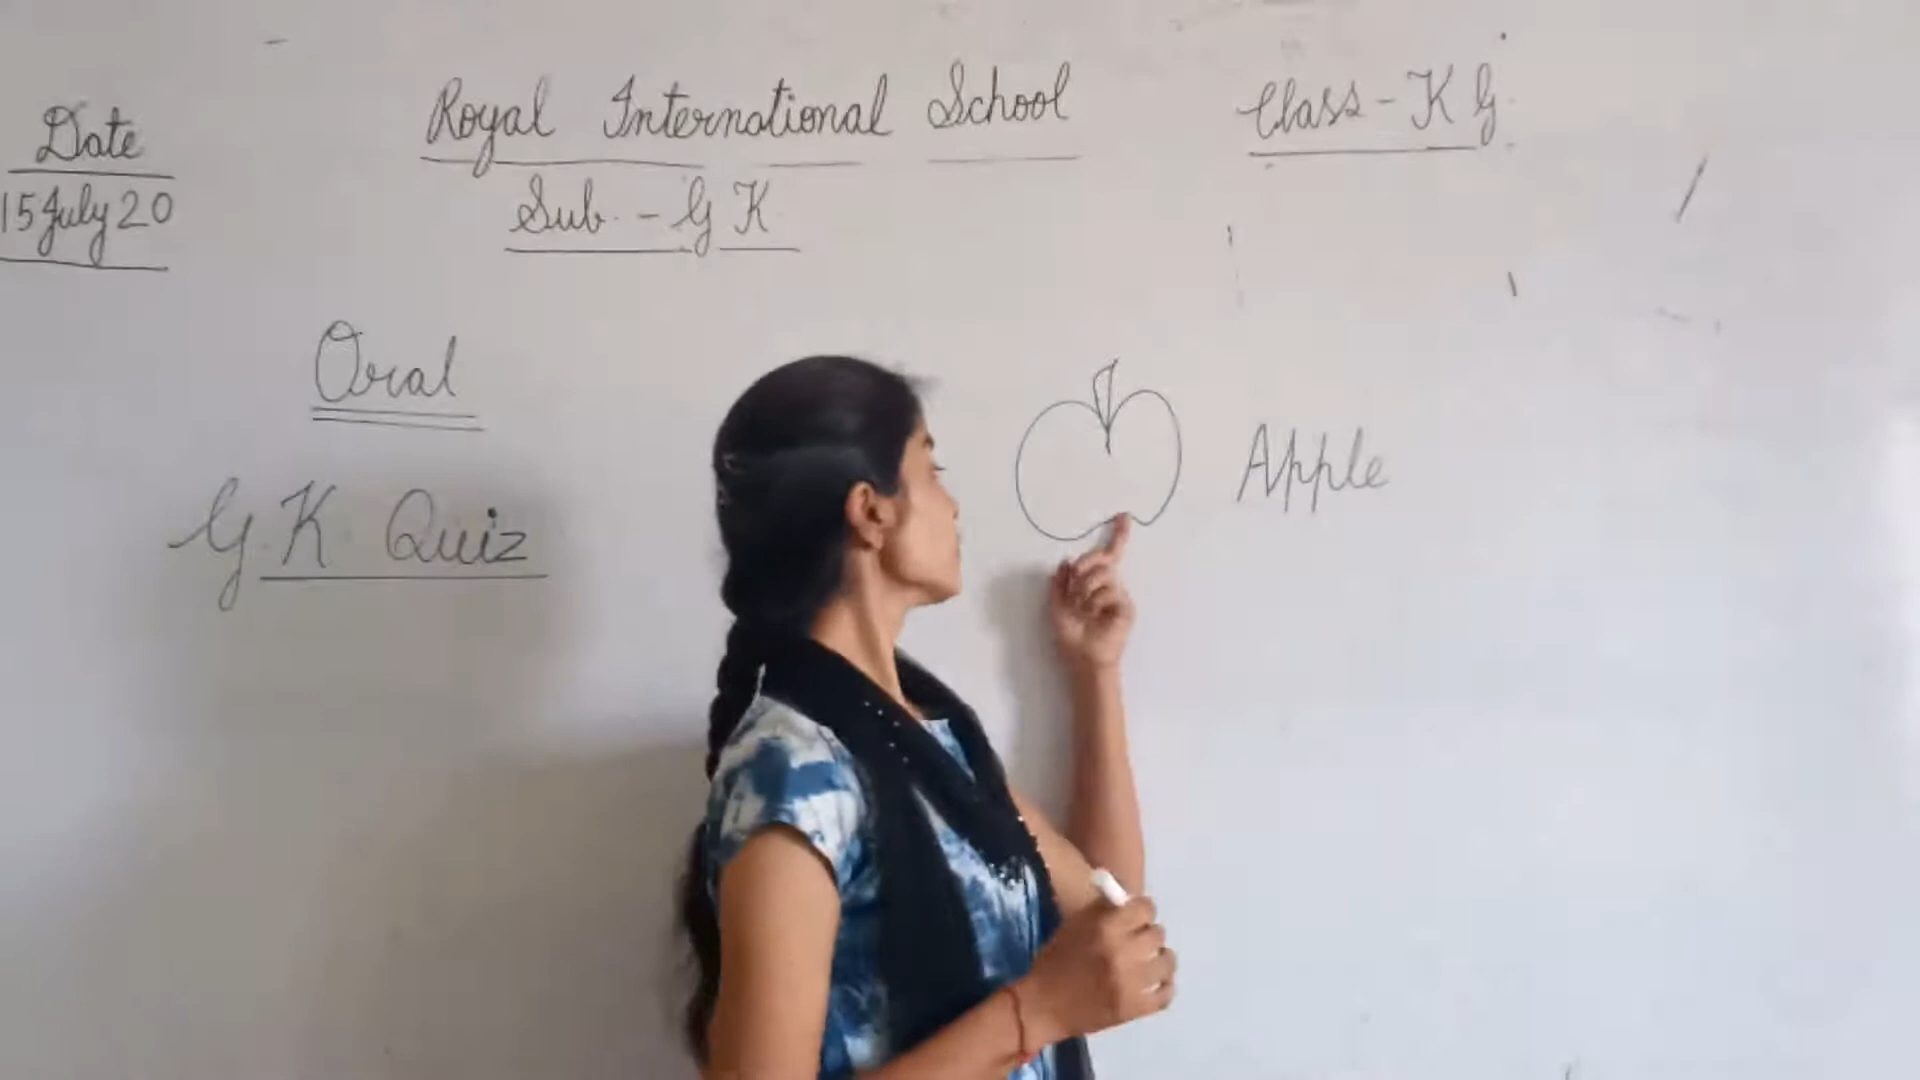 Date
15 July 20
Royal International School
Sub. - G K
Class - K G.
Oral
G.K. Quiz
Apple